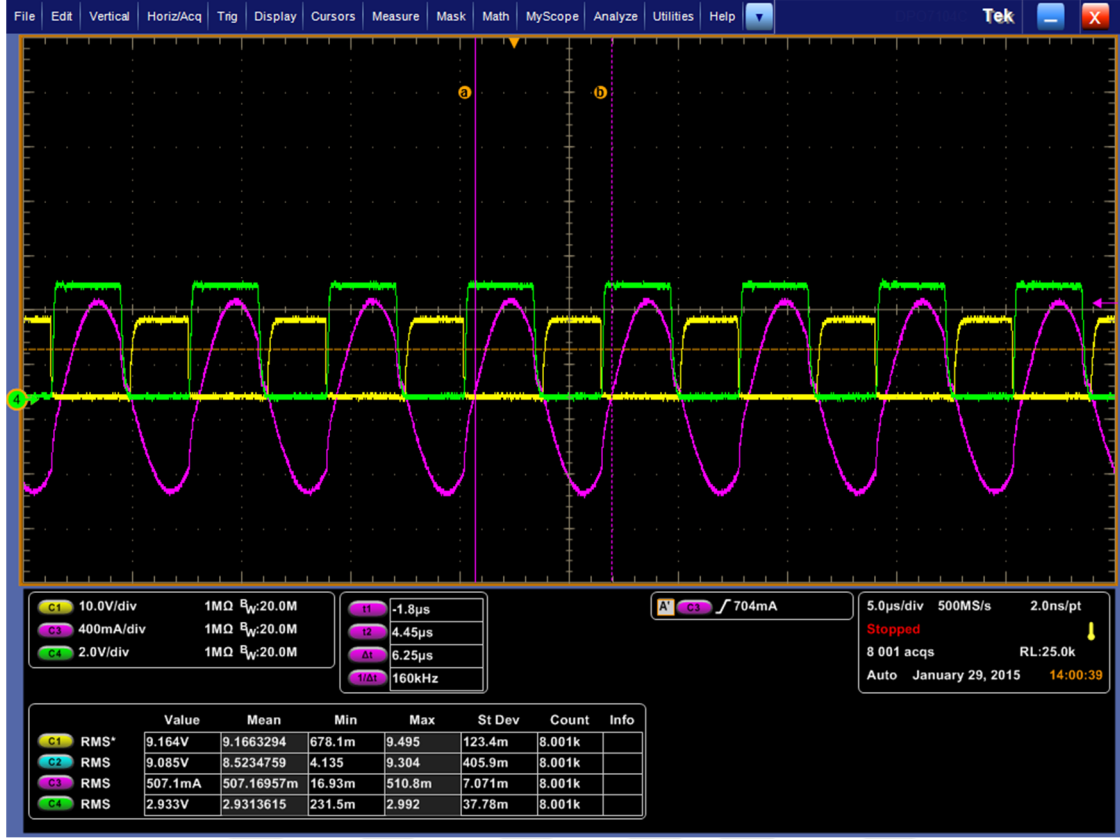 File Edit Vertical Horiz/Acq Trig Display Cursors Measure Mask Math MyScope Analyze Utilities Help Tek X
a b
4
C1 10.0V/div 1MΩ BW:20.0M
C3 400mA/div 1MΩ BW:20.0M
C4 2.0V/div 1MΩ BW:20.0M
t1 -1.8µs
t2 4.45µs
Δt 6.25µs
1/Δt 160kHz
A' C3 704mA
5.0µs/div 500MS/s 2.0ns/pt
Stopped
8 001 acqs RL:25.0k
Auto January 29, 2015 14:00:39
Value Mean Min Max St Dev Count Info
C1 RMS* 9.164V 9.1663294 678.1m 9.495 123.4m 8.001k
C2 RMS 9.085V 8.5234759 4.135 9.304 405.9m 8.001k
C3 RMS 507.1mA 507.16957m 16.93m 510.8m 7.071m 8.001k
C4 RMS 2.933V 2.9313615 231.5m 2.992 37.78m 8.001k